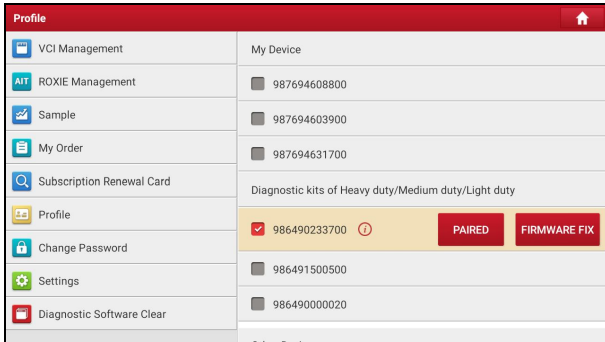 Profile
VCI Management
AIT
ROXIE Management
Sample
My Order
Subscription Renewal Card
Profile
Change Password
Settings
Diagnostic Software Clear
My Device
987694608800
987694603900
987694631700
Diagnostic kits of Heavy duty/Medium duty/Light duty
986490233700
PAIRED
FIRMWARE FIX
986491500500
986490000020